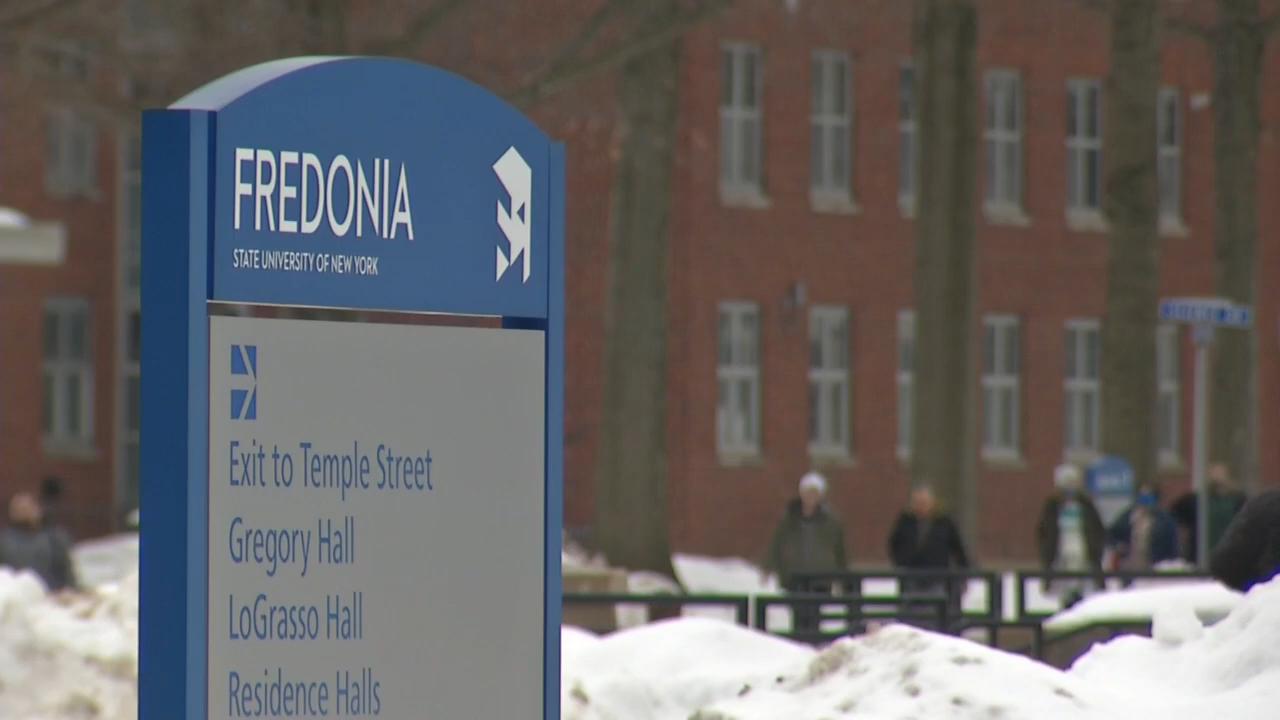 FREDONIA
STATE UNIVERSITY OF NEW YORK
Exit to Temple Street
Gregory Hall
LoGrasso Hall
Residence Halls